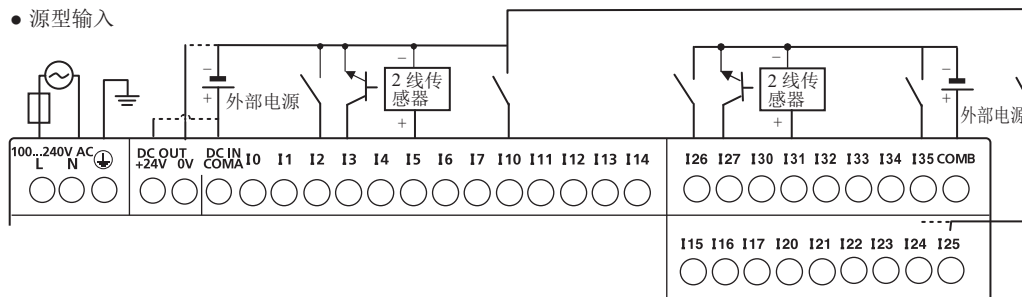 ● 源型输入
− − −
2 线传
感器
2 线传
感器
+ 外部电源 + + 外部电源
100...240V AC
L N
DC OUT
+24V 0V
DC IN
COMA
I0 I1 I2 I3 I4 I5 I6 I7 I10 I11 I12 I13 I14
I26 I27 I30 I31 I32 I33 I34 I35 COMB
I15 I16 I17 I20 I21 I22 I23 I24 I25